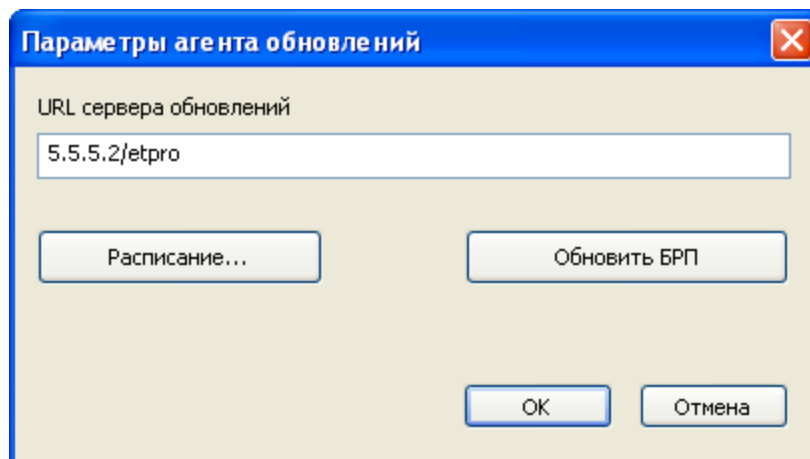 Параметры агента обновлений
URL сервера обновлений
5.5.5.2/etpro
Расписание...
Обновить БРП
OK
Отмена